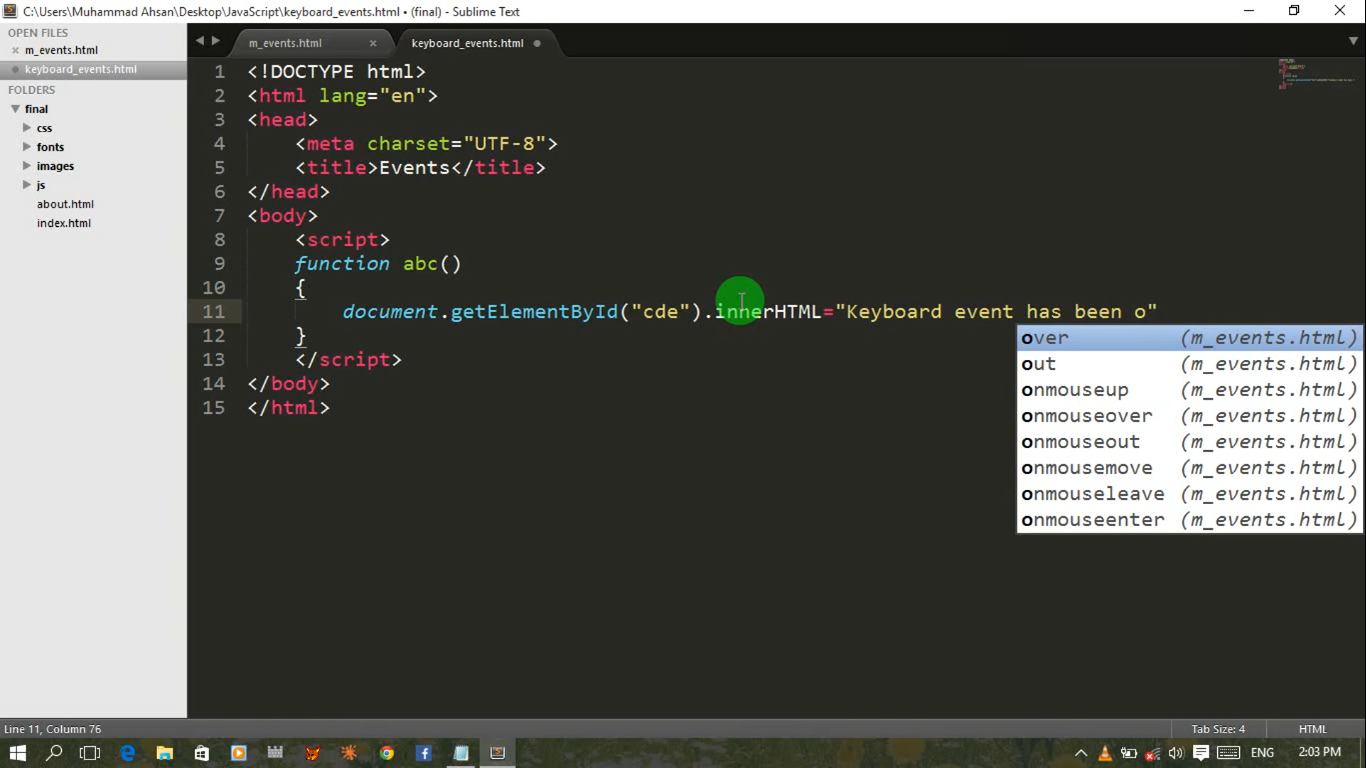 C:\Users\Muhammad Ahsan\Desktop\JavaScript\keyboard_events.html • (final) - Sublime Text
OPEN FILES
m_events.html
keyboard_events.html
FOLDERS
final
css
fonts
images
js
about.html
index.html
m_events.html
keyboard_events.html
1 <!DOCTYPE html>
2 <html lang="en">
3 <head>
4 <meta charset="UTF-8">
5 <title>Events</title>
6 </head>
7 <body>
8 <script>
9 function abc()
10 {
11 document.getElementById("cde").innerHTML="Keyboard event has been o"
12 }
13 </script>
14 </body>
15 </html>
over (m_events.html)
out (m_events.html)
onmouseup (m_events.html)
onmouseover (m_events.html)
onmouseout (m_events.html)
onmousemove (m_events.html)
onmouseleave (m_events.html)
onmouseenter (m_events.html)
Line 11, Column 76
Tab Size: 4
HTML
ENG
2:03 PM